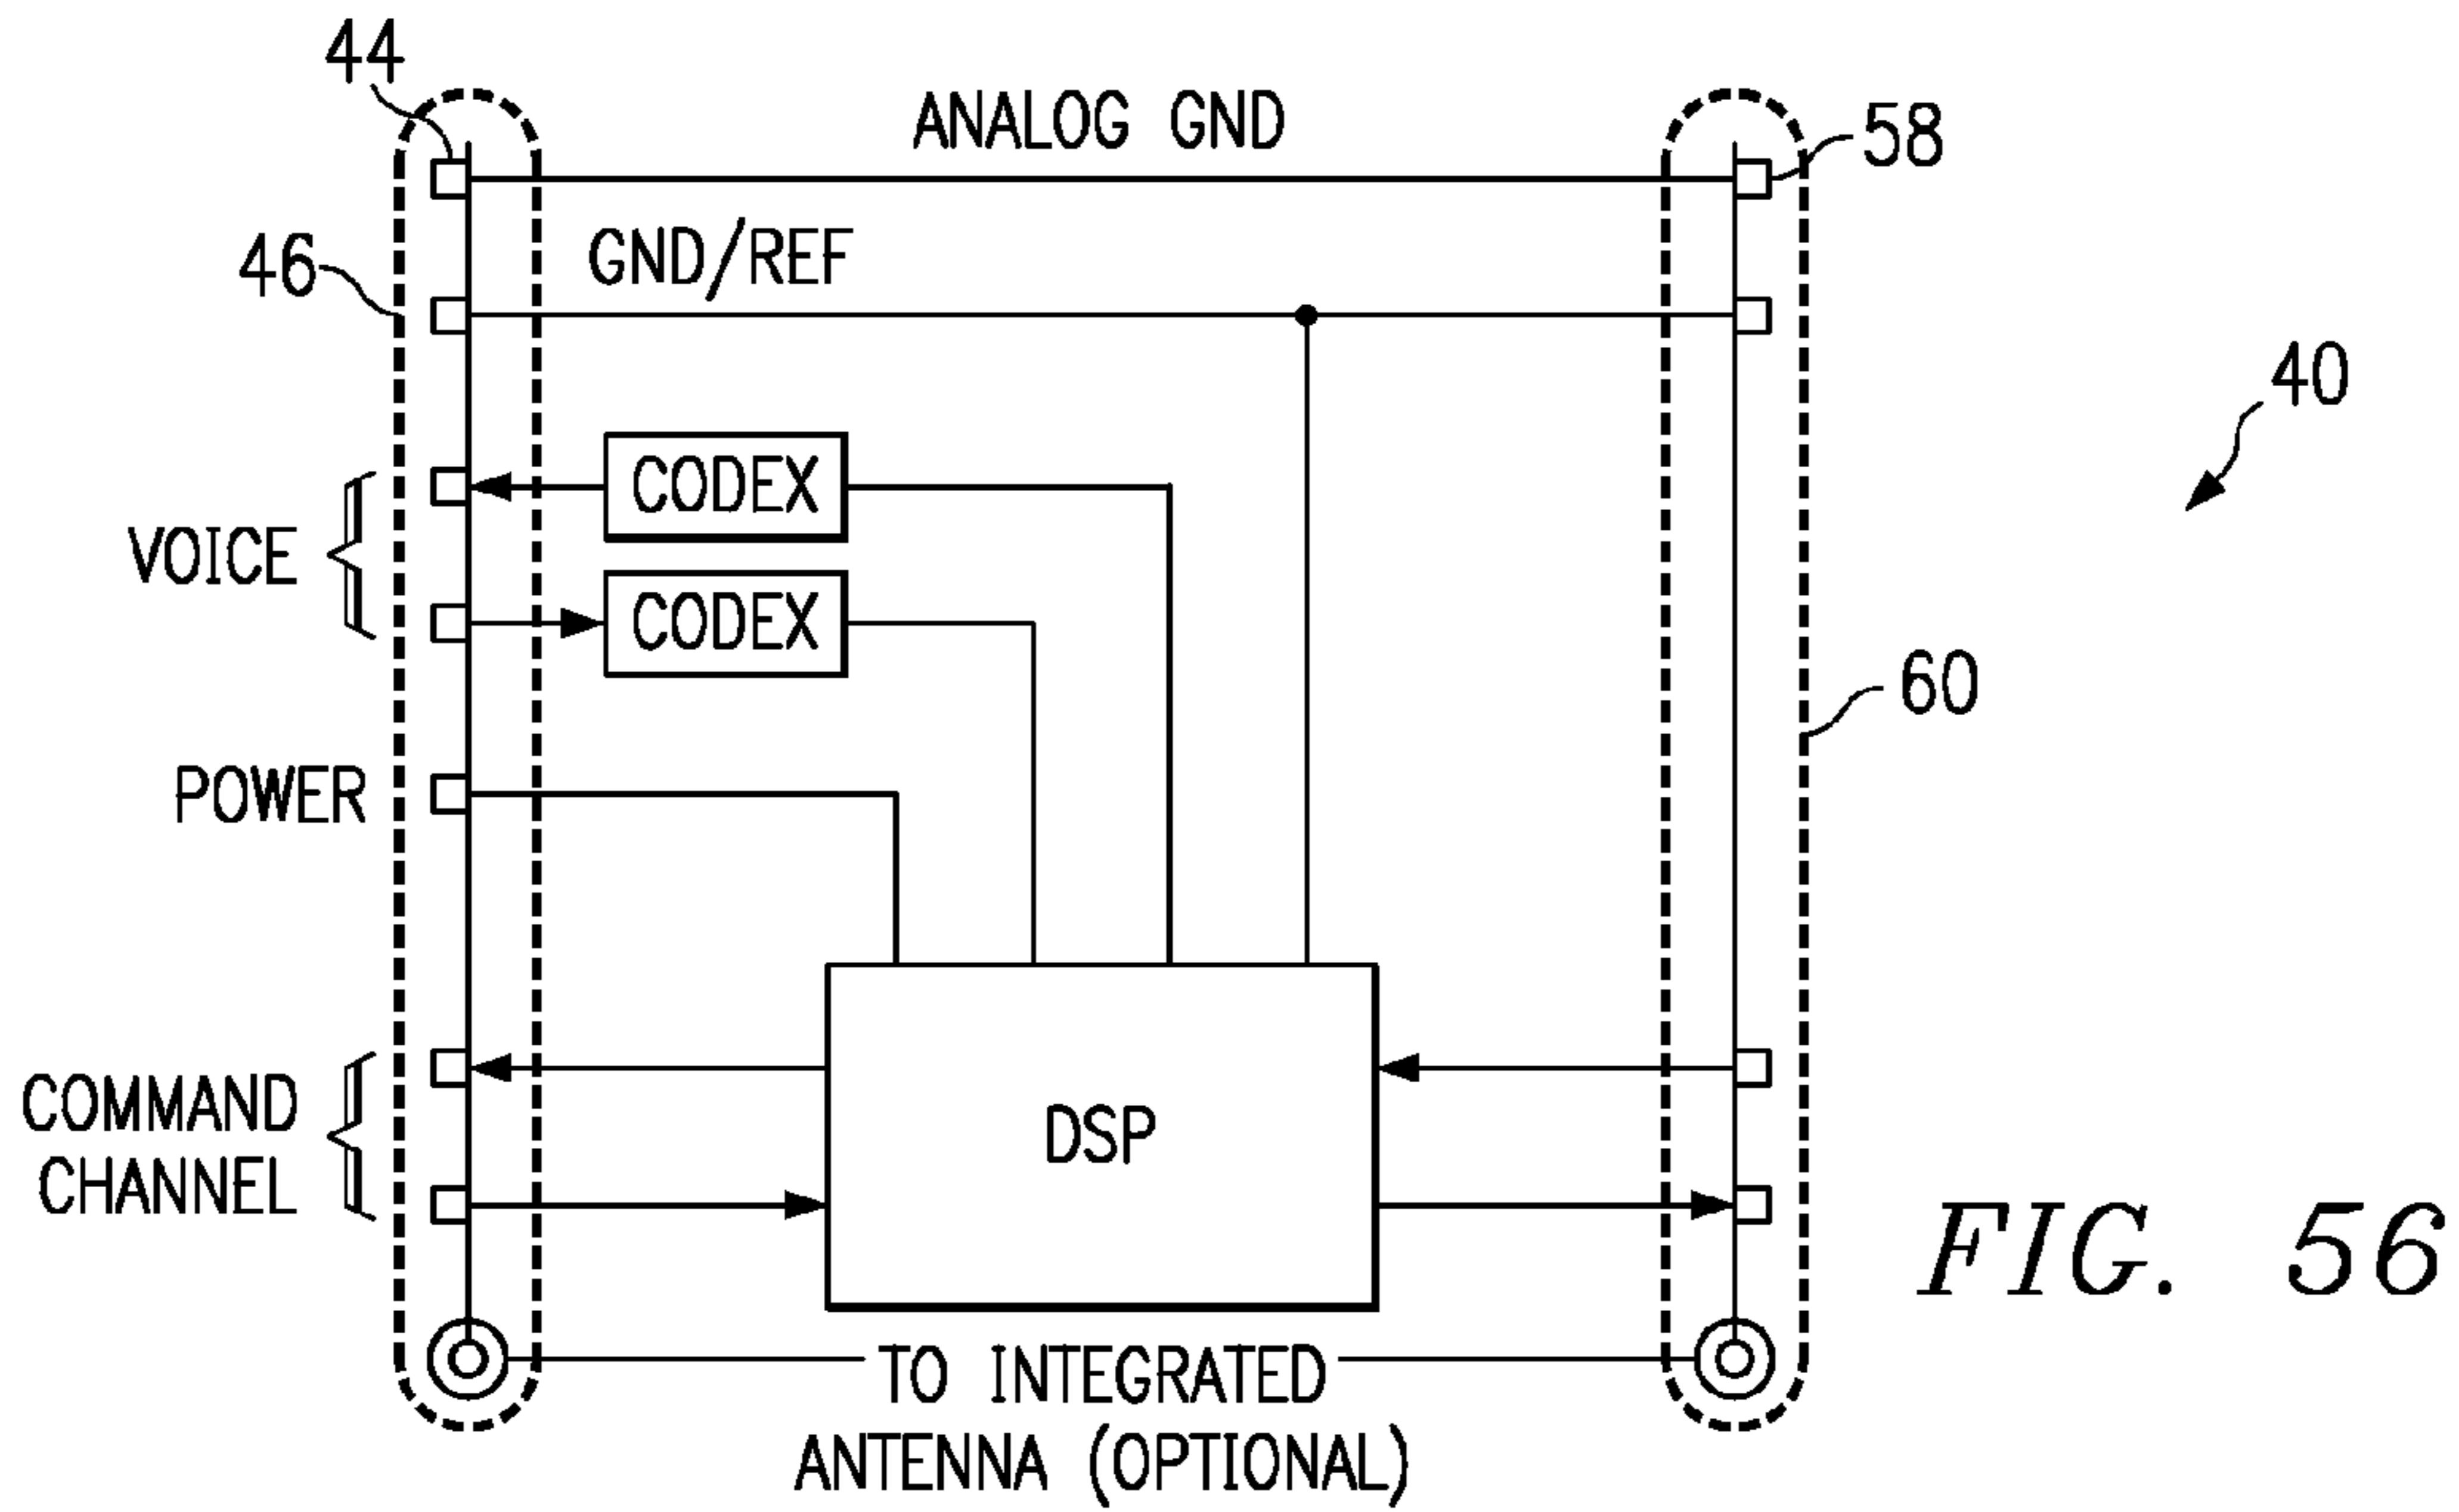 44
ANALOG GND
58
46
GND/REF
40
CODEX
VOICE
CODEX
60
POWER
COMMAND
CHANNEL
DSP
FIG. 56
TO INTEGRATED
ANTENNA (OPTIONAL)